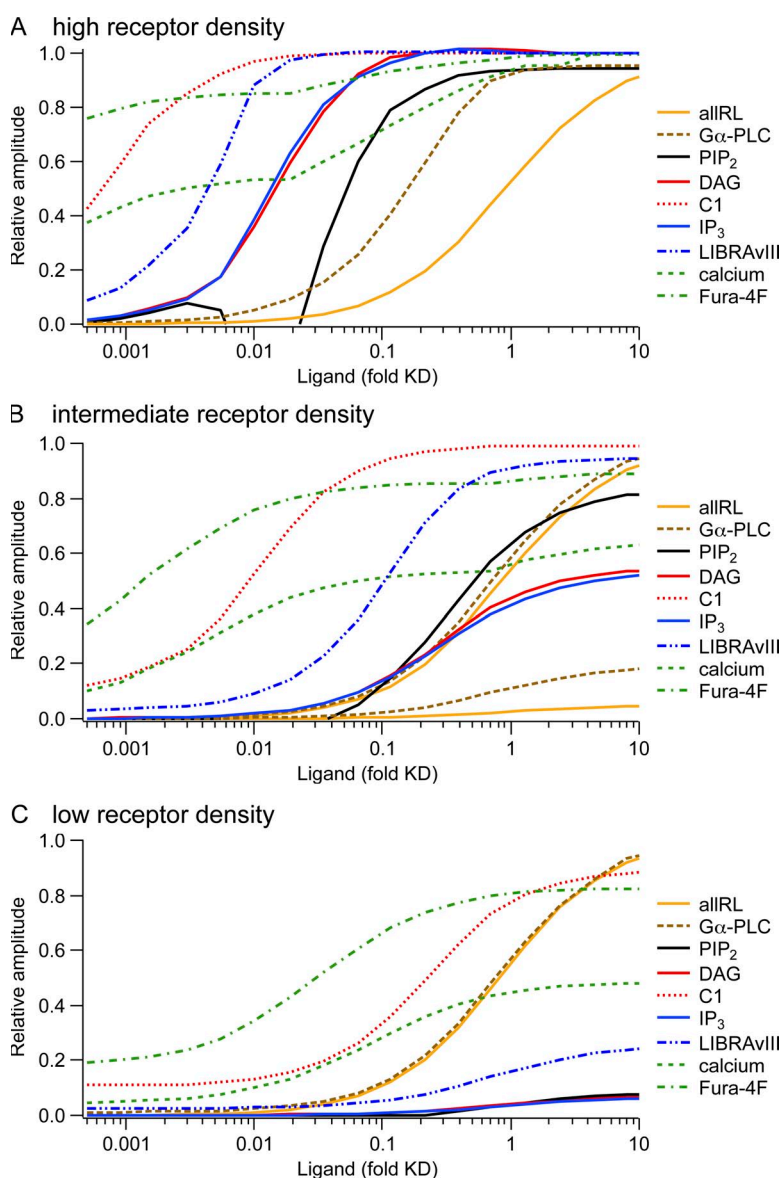 A high receptor density
Relative amplitude
1.0
0.8
0.6
0.4
0.2
0.0
0.001 0.01 0.1 1 10
Ligand (fold KD)
allRL
Gα-PLC
PIP₂
DAG
C1
IP₃
LIBRAvIII
calcium
Fura-4F
B intermediate receptor density
Relative amplitude
1.0
0.8
0.6
0.4
0.2
0.0
0.001 0.01 0.1 1 10
Ligand (fold KD)
allRL
Gα-PLC
PIP₂
DAG
C1
IP₃
LIBRAvIII
calcium
Fura-4F
C low receptor density
Relative amplitude
1.0
0.8
0.6
0.4
0.2
0.0
0.001 0.01 0.1 1 10
Ligand (fold KD)
allRL
Gα-PLC
PIP₂
DAG
C1
IP₃
LIBRAvIII
calcium
Fura-4F